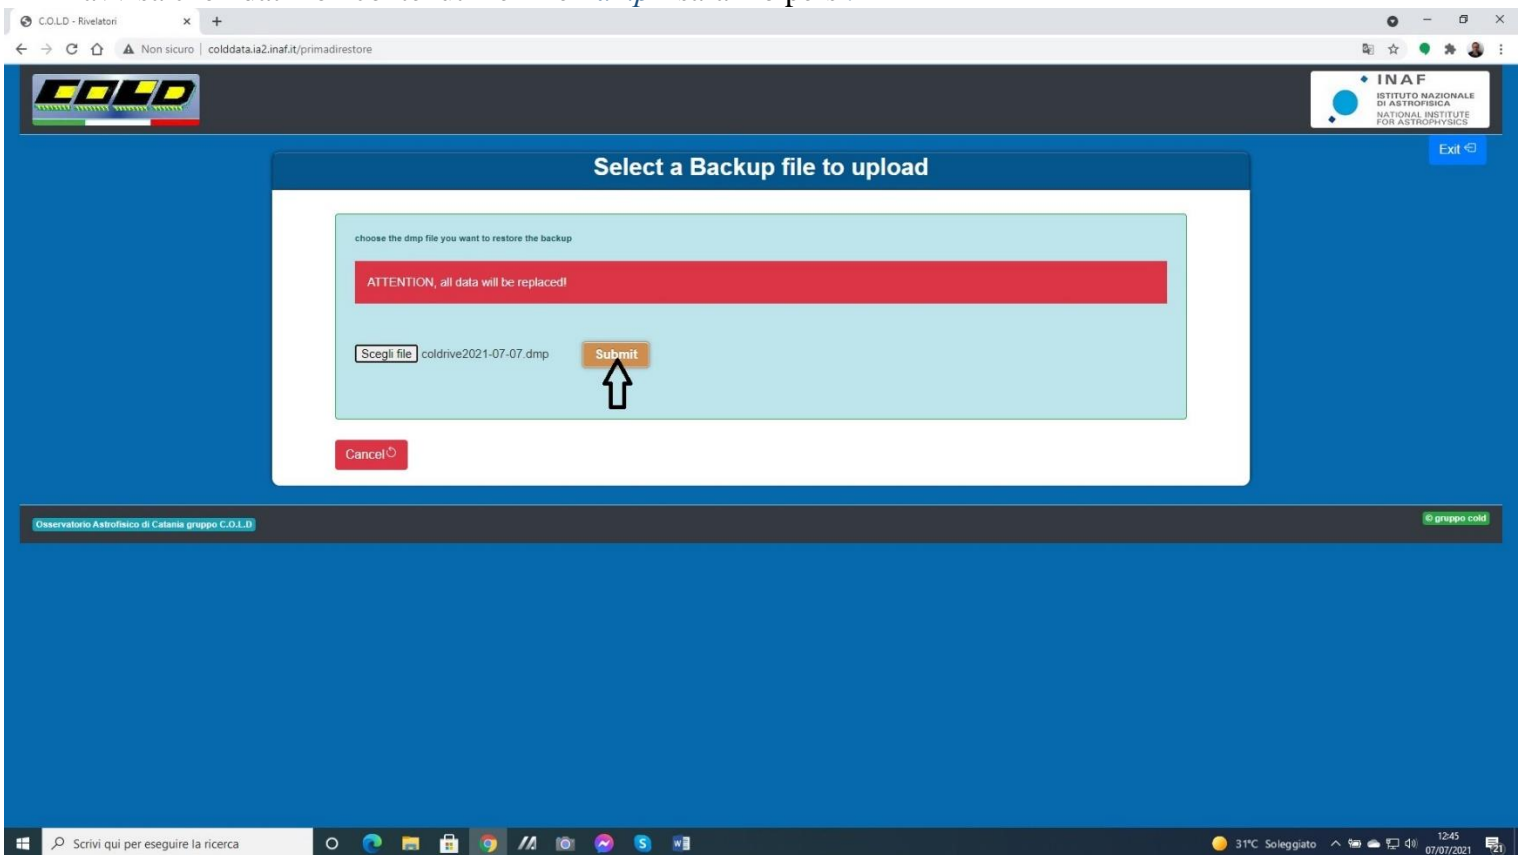 C.O.L.D - Rivelatori
Non sicuro | colddata.ia2.inaf.it/primadirestore
COLD
INAF
ISTITUTO NAZIONALE
DI ASTROFISICA
NATIONAL INSTITUTE
FOR ASTROPHYSICS
Exit
Select a Backup file to upload
choose the dmp file you want to restore the backup
ATTENTION, all data will be replaced!
Scegli file coldrive2021-07-07.dmp Submit
Cancel
Osservatorio Astrofisico di Catania gruppo C.O.L.D
© gruppo cold
Scrivi qui per eseguire la ricerca
31°C Soleggiato
12:45
07/07/2021
21